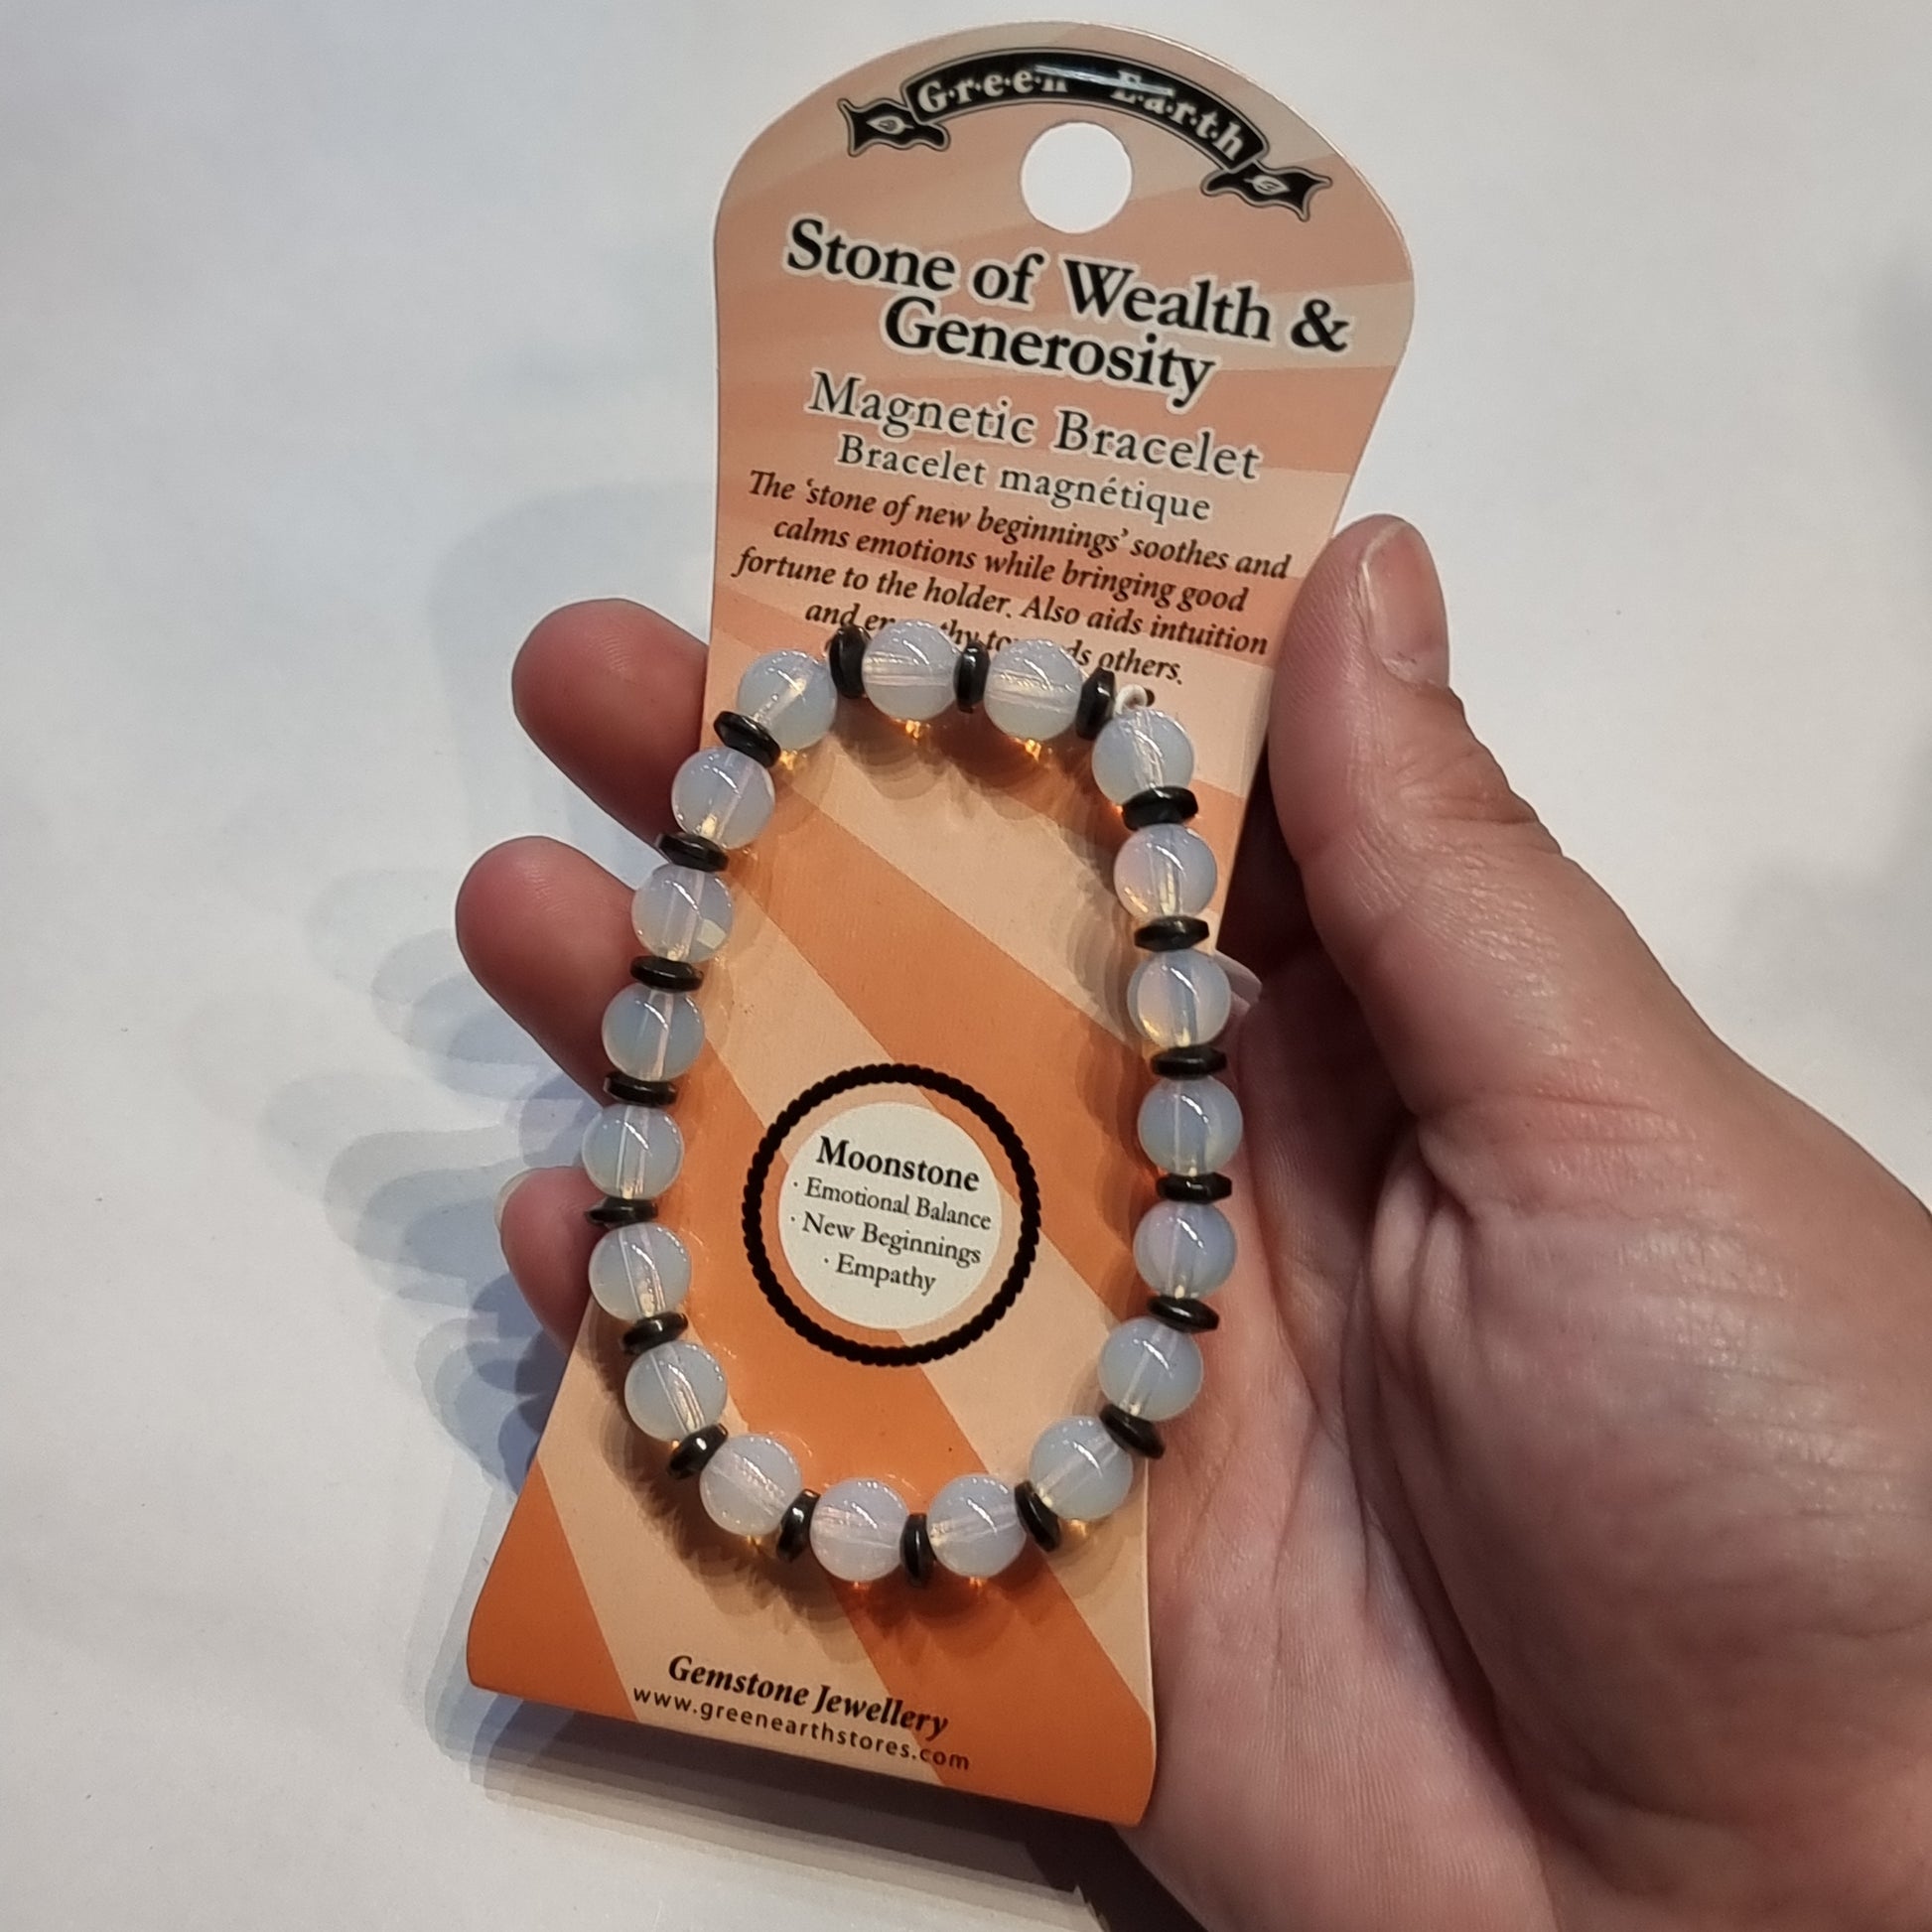 G·r·e·e·n E·a·r·t·h
Stone of Wealth &
Generosity
Magnetic Bracelet
Bracelet magnétique
The ‘stone of new beginnings’ soothes and
calms emotions while bringing good
fortune to the holder. Also aids intuition
and others.
Moonstone
· Emotional Balance
· New Beginnings
· Empathy
Gemstone Jewellery
www.greenearthstores.com